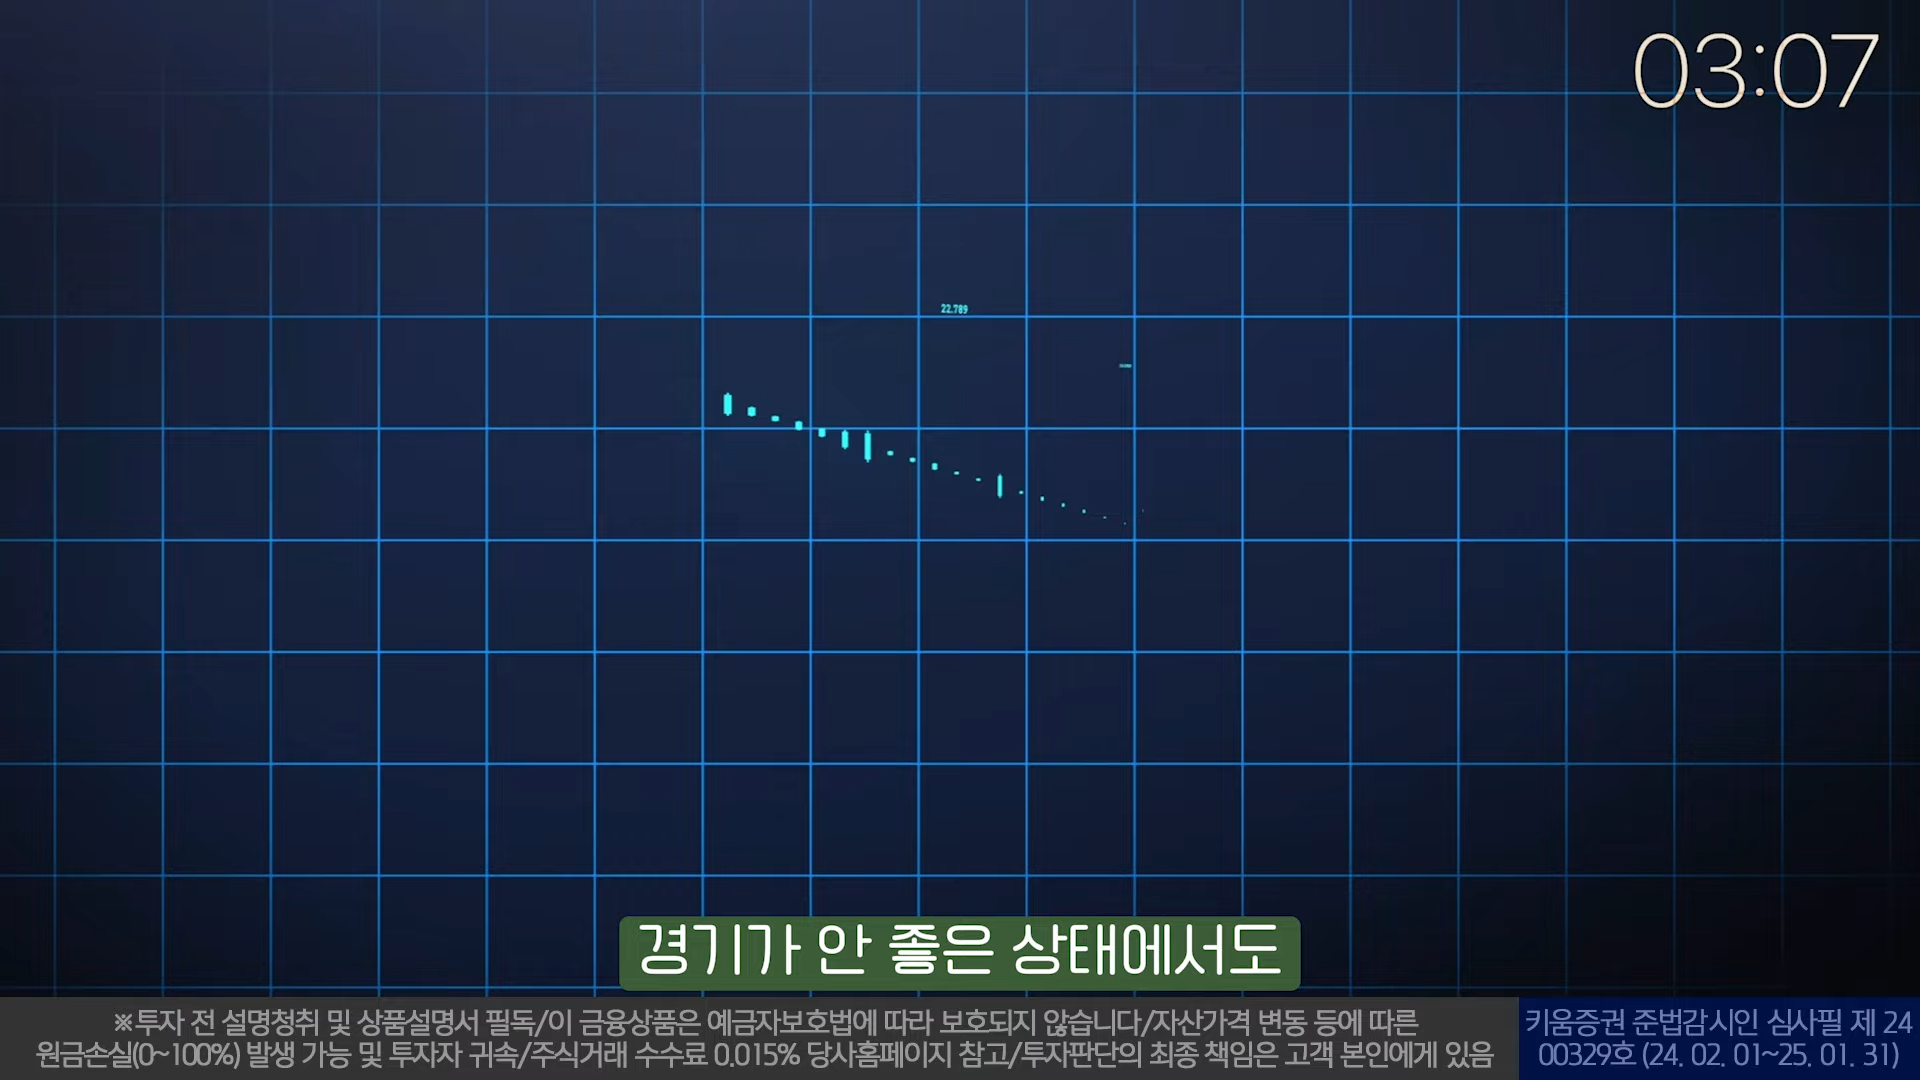 03:07
22.789
경기가 안 좋은 상태에서도
※투자 전 설명청취 및 상품설명서 필독/이 금융상품은 예금자보호법에 따라 보호되지 않습니다/자산가격 변동 등에 따른
원금손실(0~100%) 발생 가능 및 투자자 귀속/주식거래 수수료 0.015% 당사홈페이지 참고/투자판단의 최종 책임은 고객 본인에게 있음
키움증권 준법감시인 심사필 제 24
00329호 (24. 02. 01~25. 01. 31)